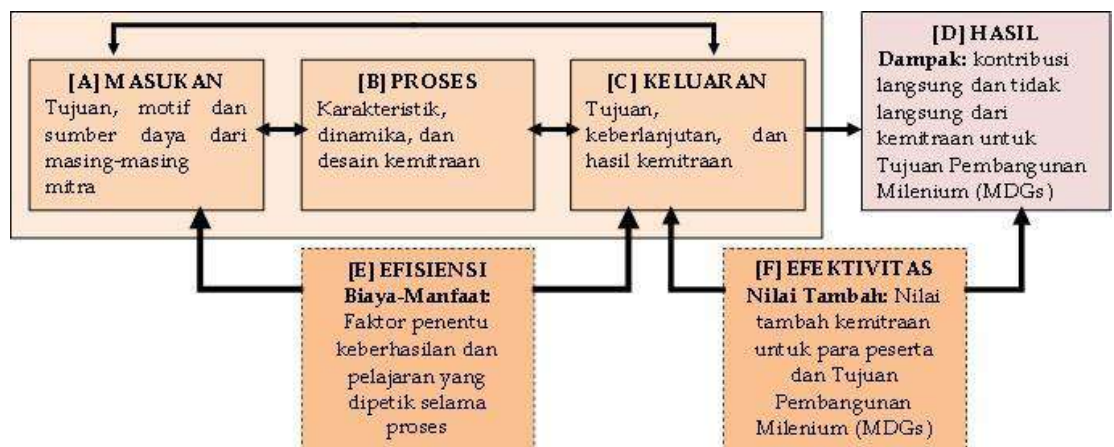 [A] MASUKAN
Tujuan, motif dan
sumber daya dari
masing-masing
mitra
[B] PROSES
Karakteristik,
dinamika, dan
desain kemitraan
[C] KELUARAN
Tujuan,
keberlanjutan, dan
hasil kemitraan
[D] HASIL
Dampak: kontribusi
langsung dan tidak
langsung dari
kemitraan untuk
Tujuan Pembangunan
Milenium (MDGs)
[E] EFISIENSI
Biaya-Manfaat:
Faktor penentu
keberhasilan dan
pelajaran yang
dipetik selama
proses
[F] EFEKTIVITAS
Nilai Tambah: Nilai
tambah kemitraan
untuk para peserta
dan Tujuan
Pembangunan
Milenium (MDGs)